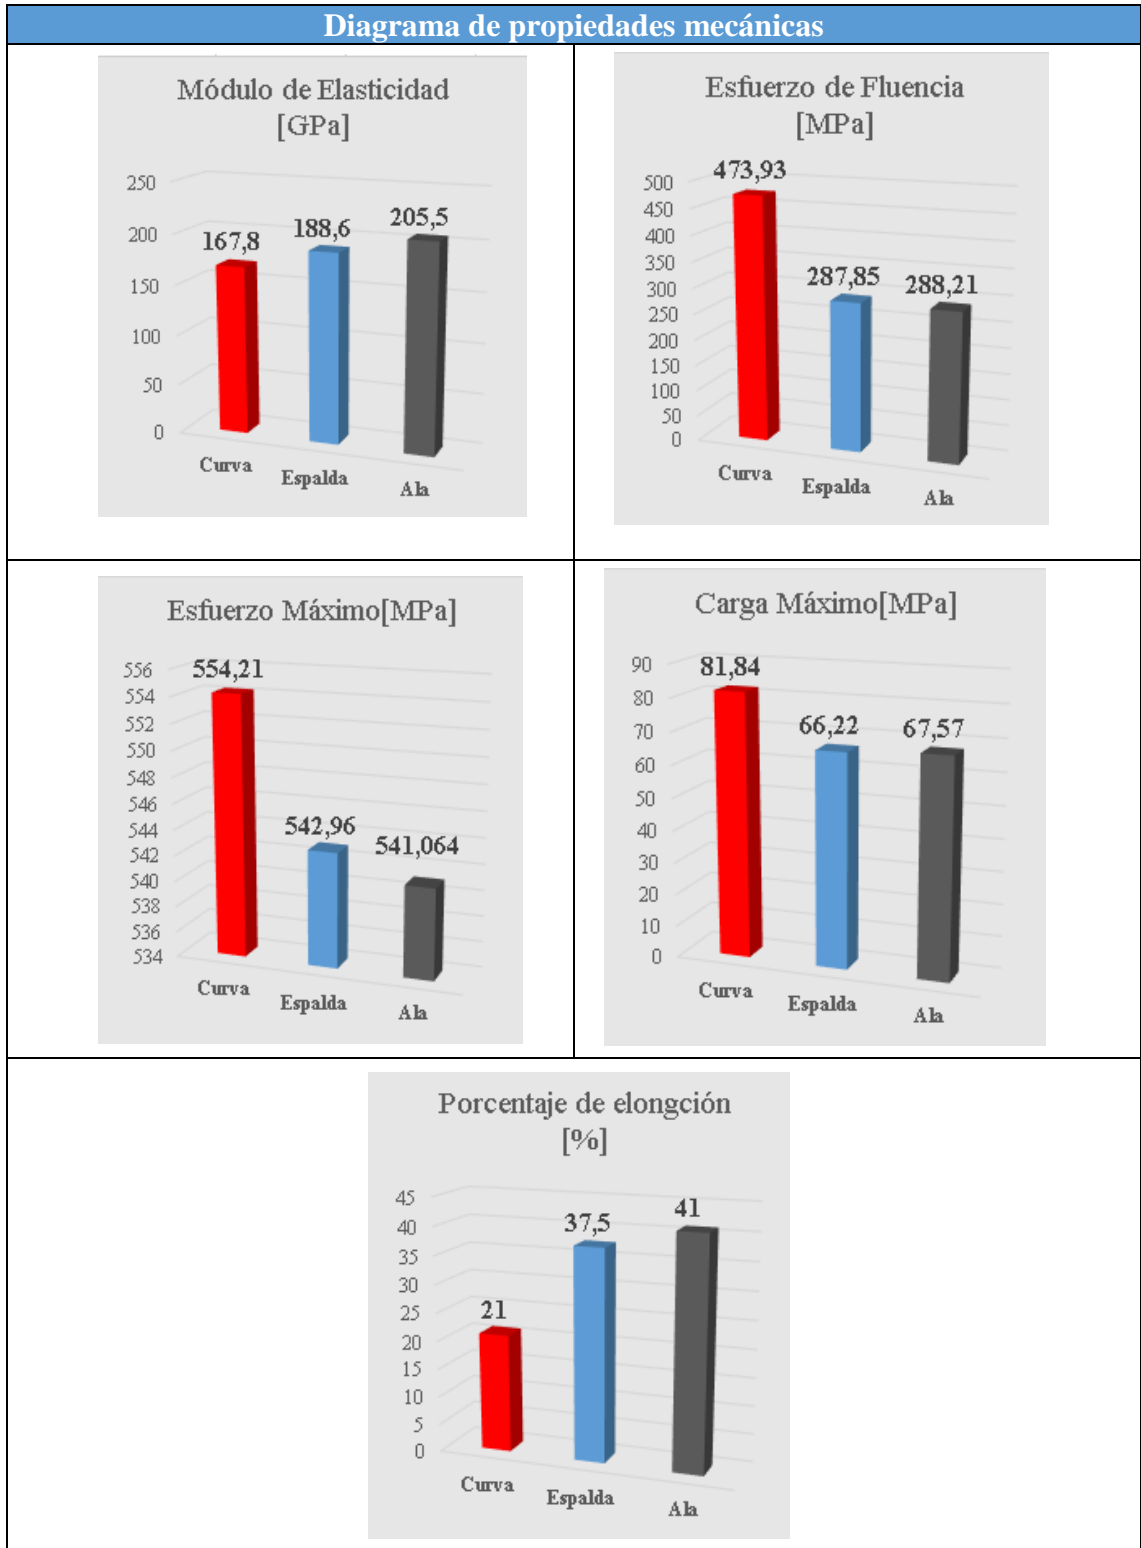 Diagrama de propiedades mecánicas
Módulo de Elasticidad
[GPa]
250
200
150
100
50
0
167,8
188,6
205,5
Curva
Espalda
Ala
Esfuerzo de Fluencia
[MPa]
500
450
400
350
300
250
200
150
100
50
0
473,93
287,85
288,21
Curva
Espalda
Ala
Esfuerzo Máximo[MPa]
556
554
552
550
548
546
544
542
540
538
536
534
554,21
542,96
541,064
Curva
Espalda
Ala
Carga Máximo[MPa]
90
80
70
60
50
40
30
20
10
0
81,84
66,22
67,57
Curva
Espalda
Ala
Porcentaje de elongción
[%]
45
40
35
30
25
20
15
10
5
0
21
37,5
41
Curva
Espalda
Ala